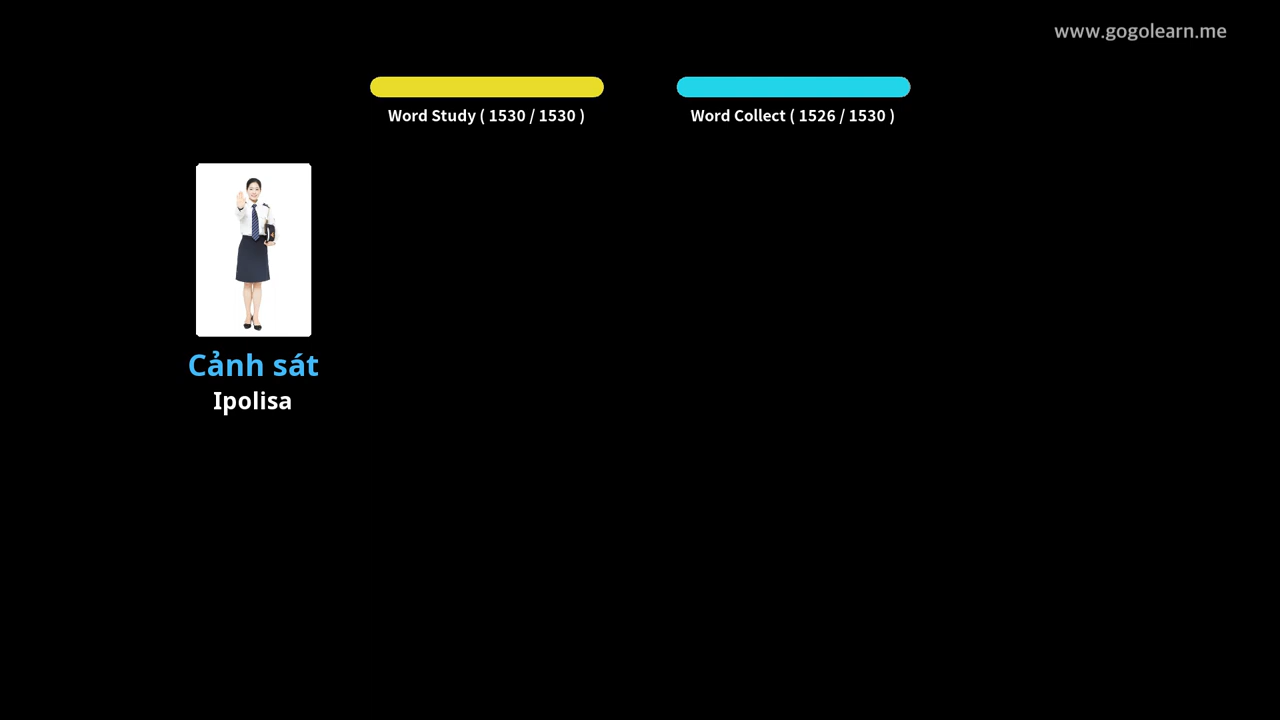 www.gogolearn.me
Word Study ( 1530 / 1530 )
Word Collect ( 1526 / 1530 )
Cảnh sát
Ipolisa